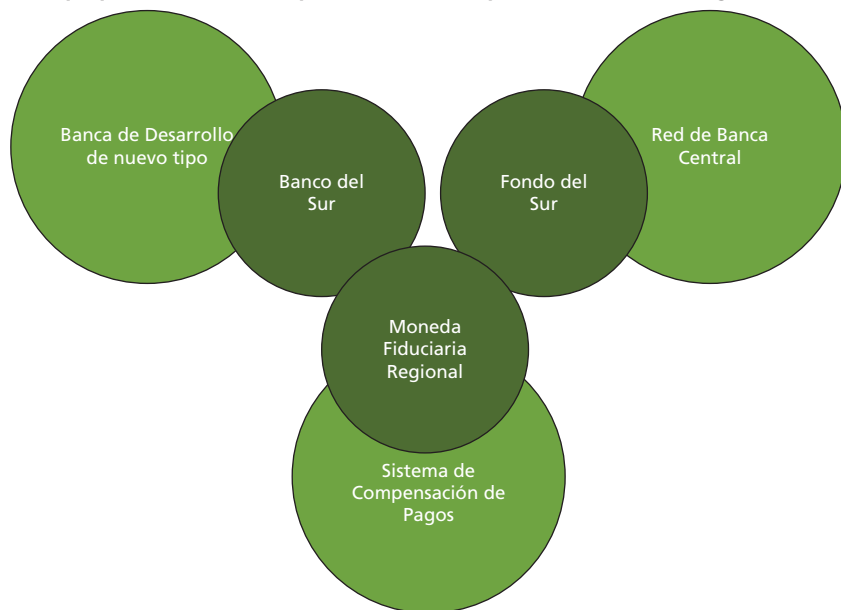 Banca de Desarrollo
de nuevo tipo
Banco del
Sur
Fondo del
Sur
Red de Banca
Central
Moneda
Fiduciaria
Regional
Sistema de
Compensación de
Pagos